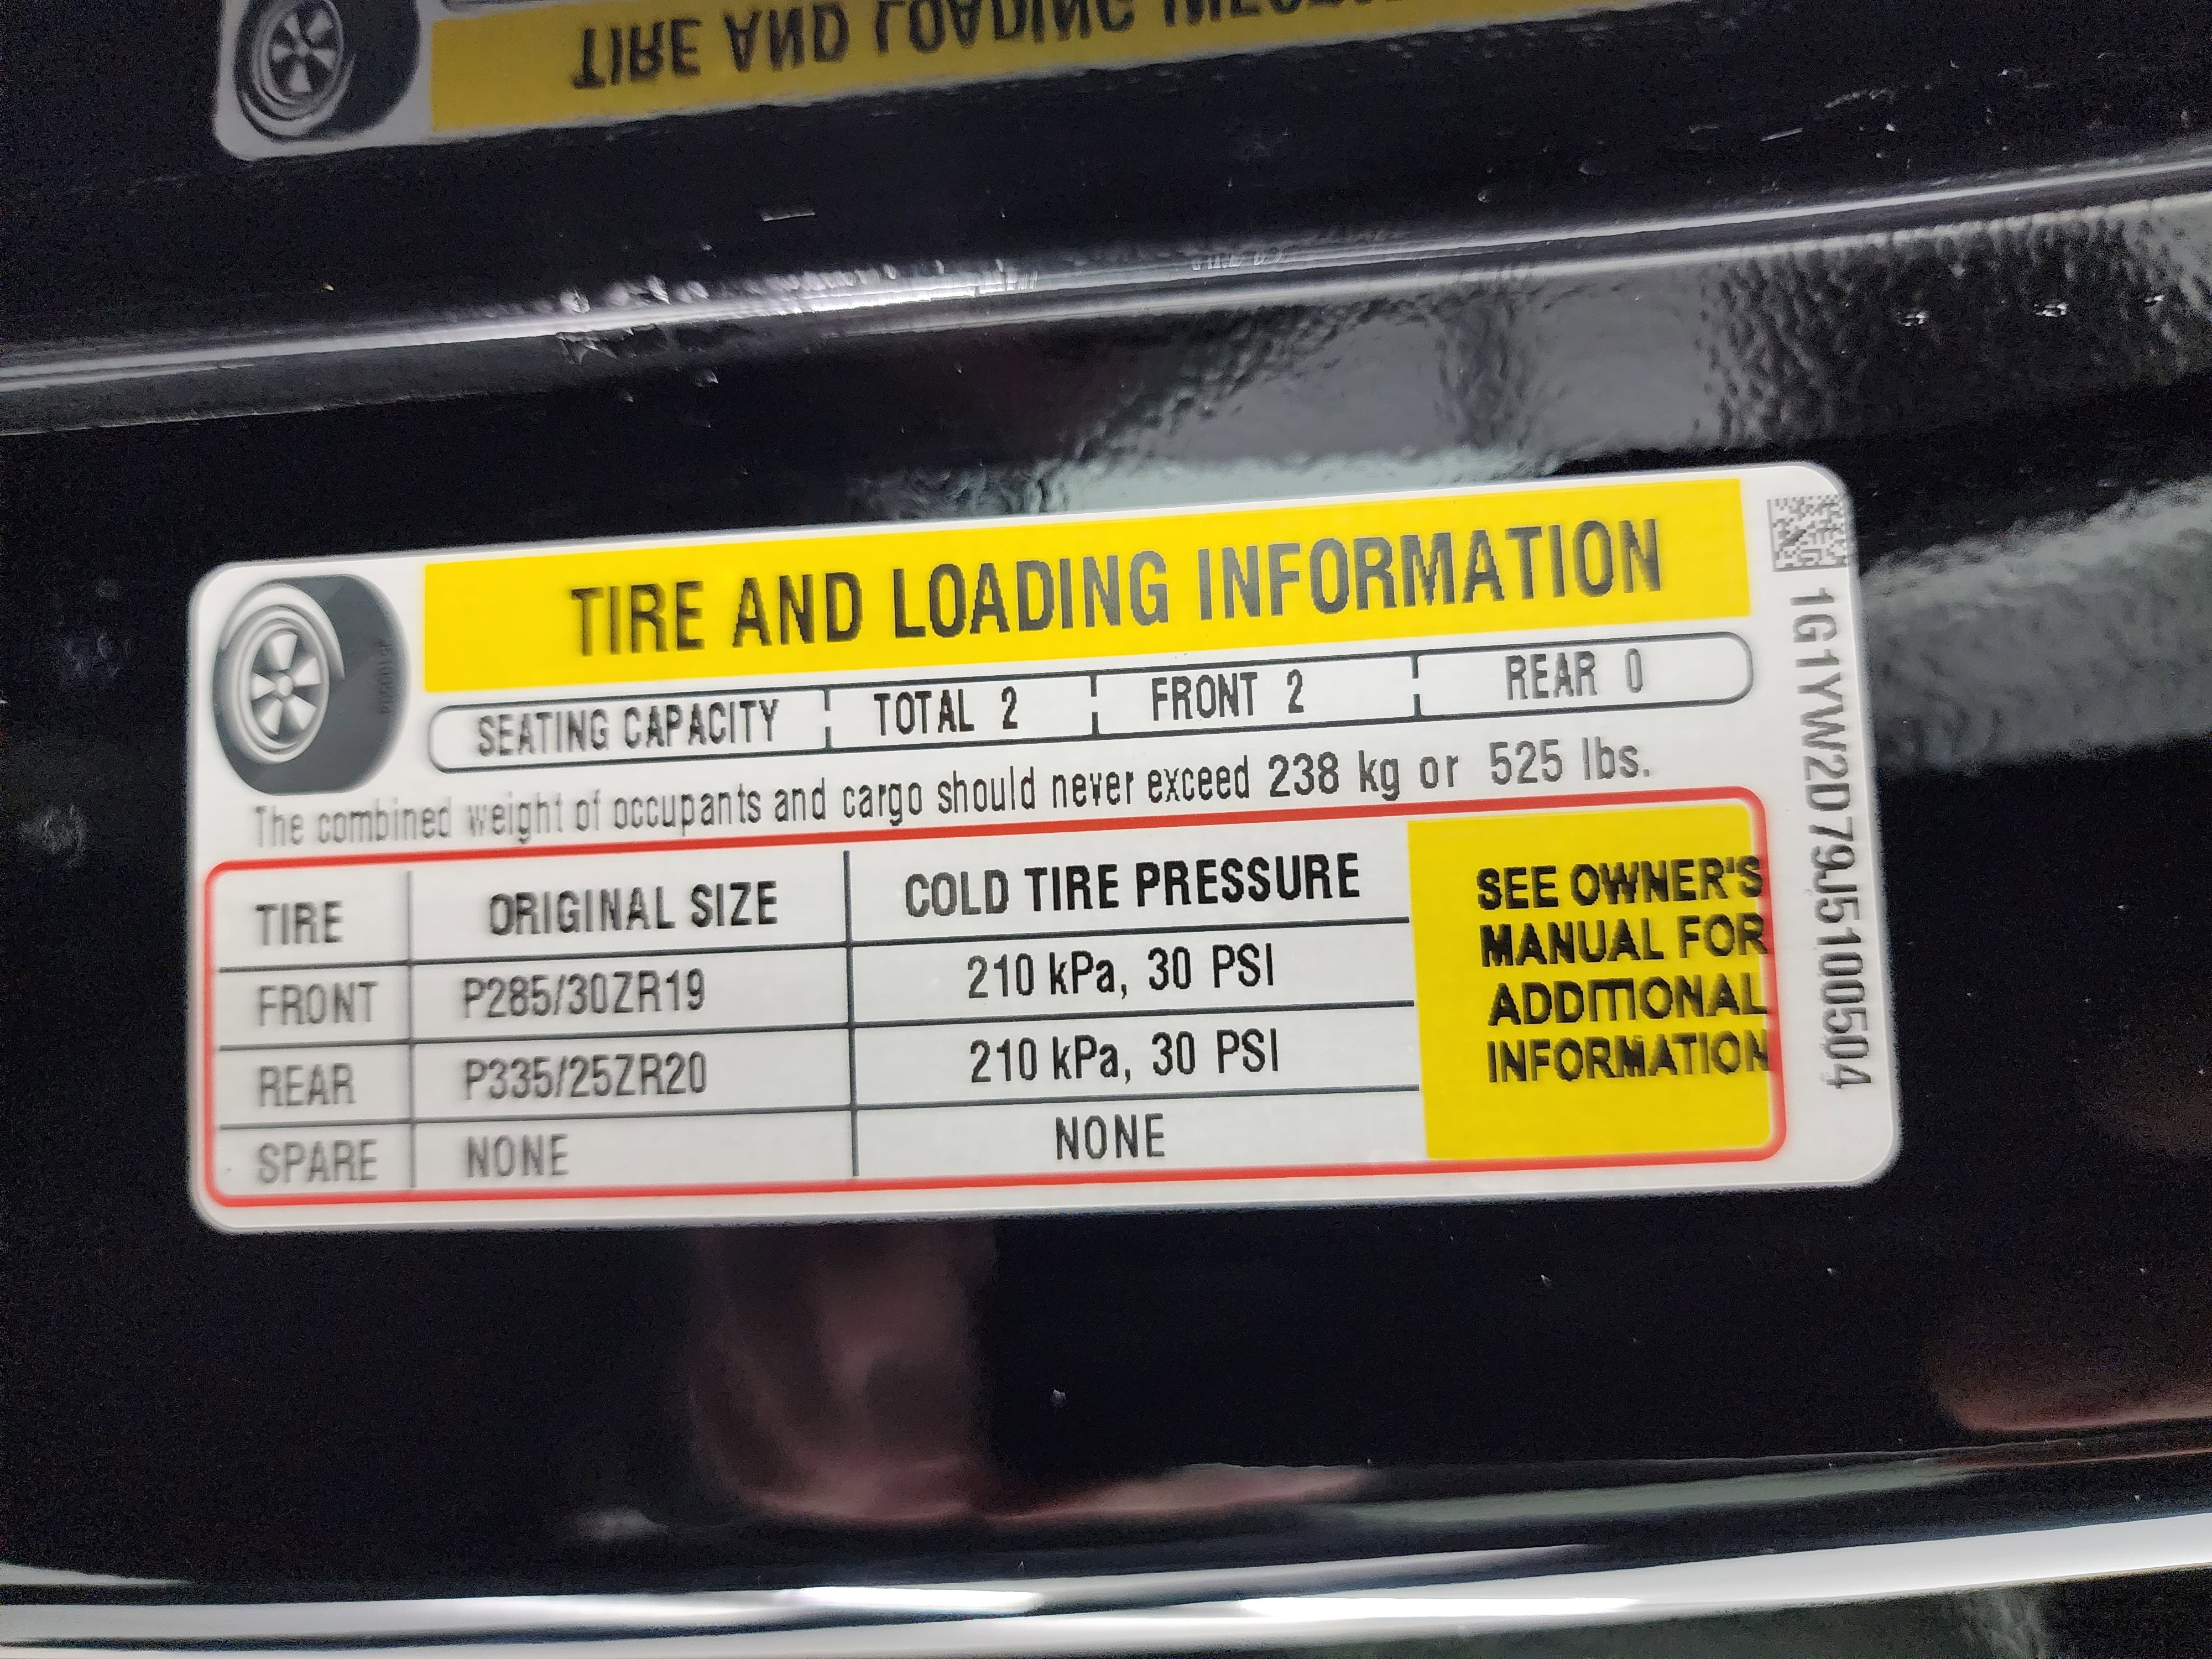 TIRE AND LOADING
TIRE AND LOADING INFORMATION
SEATING CAPACITY TOTAL 2 FRONT 2 REAR 0
The combined weight of occupants and cargo should never exceed 238 kg or 525 lbs.
TIRE ORIGINAL SIZE COLD TIRE PRESSURE
FRONT P285/30ZR19 210 kPa, 30 PSI
REAR P335/25ZR20 210 kPa, 30 PSI
SPARE NONE NONE
SEE OWNER'S
MANUAL FOR
ADDITIONAL
INFORMATION
1G1YW2D79J5100504